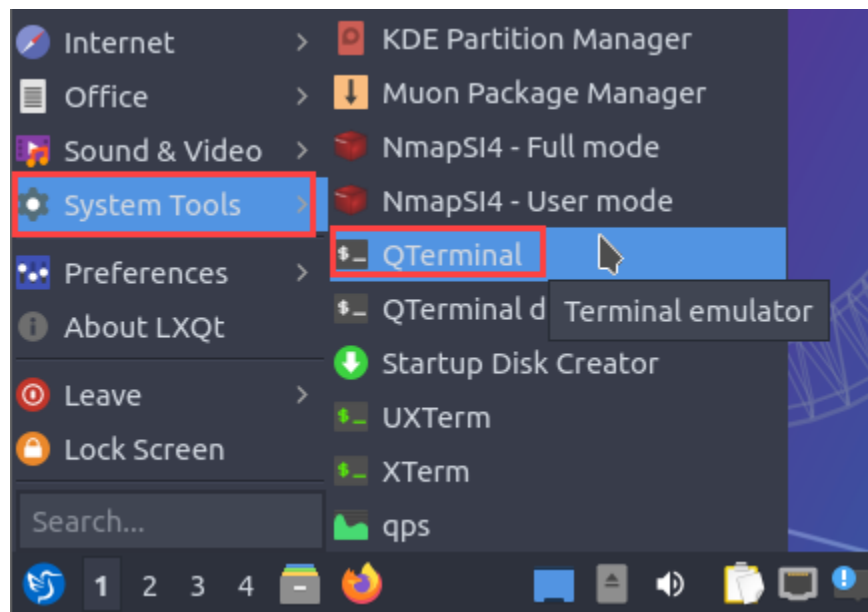 Internet
Office
Sound & Video
System Tools
Preferences
About LXQt
Leave
Lock Screen
Search...
KDE Partition Manager
Muon Package Manager
NmapSI4 - Full mode
NmapSI4 - User mode
QTerminal
QTerminal d
Terminal emulator
Startup Disk Creator
UXTerm
XTerm
qps
1 2 3 4